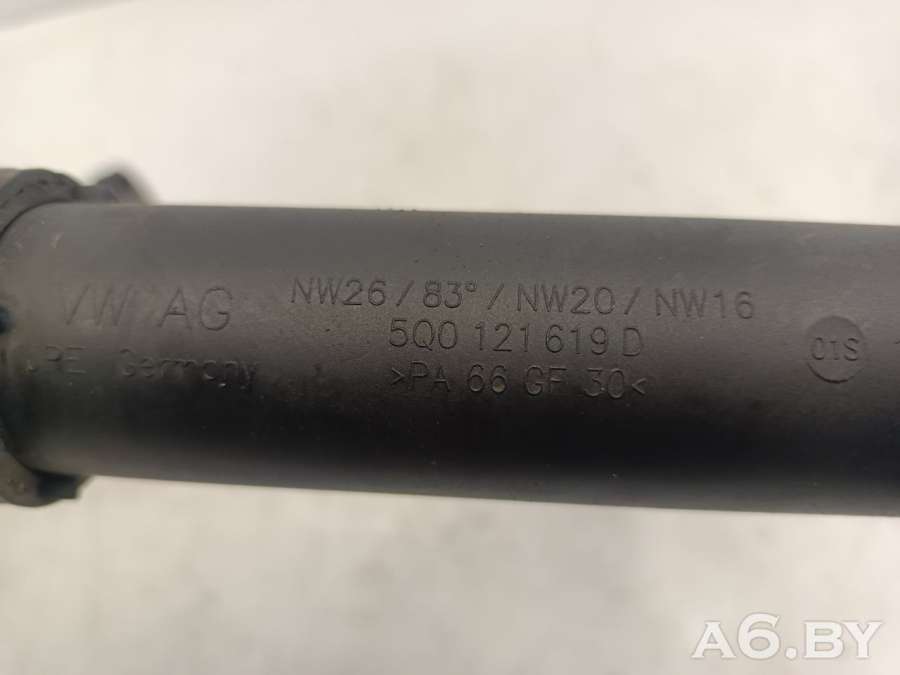 NW26 / 83° / NW20 / NW16
VW AG
5Q0 121 619 D
01S
Germany
>PA 66 GF 30<
A6.BY